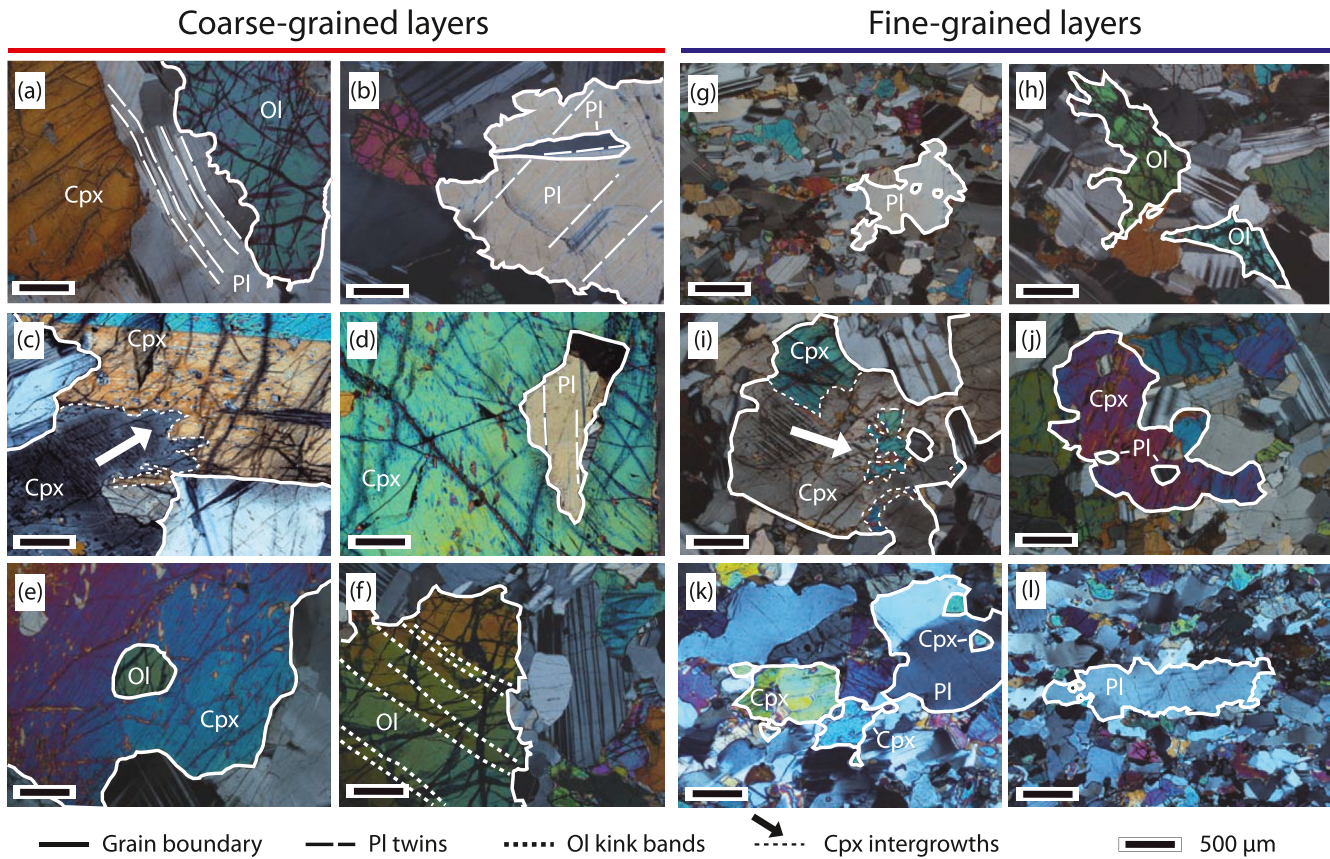 Coarse-grained layers
Fine-grained layers
(a)
Cpx
Ol
Pl
(b)
Pl
Pl
(g)
Pl
(h)
Ol
Ol
(c)
Cpx
Cpx
(d)
Pl
Cpx
(i)
Cpx
Cpx
(j)
Cpx
Pl
(e)
Ol
Cpx
(f)
Ol
(k)
Cpx
Cpx
Pl
Cpx
(l)
Pl
Grain boundary
Pl twins
Ol kink bands
Cpx intergrowths
500 µm